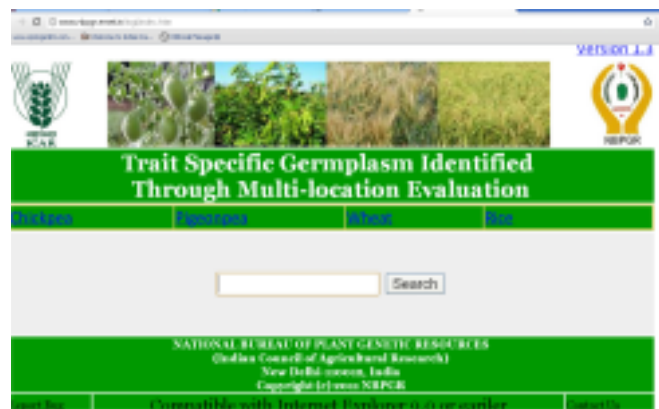 Version 1.1
ICAR
NBPGR
Trait Specific Germplasm Identified
Through Multi-location Evaluation
Chickpea Pigeonpea Wheat Rice
Search
NATIONAL BUREAU OF PLANT GENETIC RESOURCES
(Indian Council of Agricultural Research)
New Delhi India
Copyright (c) NBPGR
Compatible with Internet Explorer or earlier Contact Us